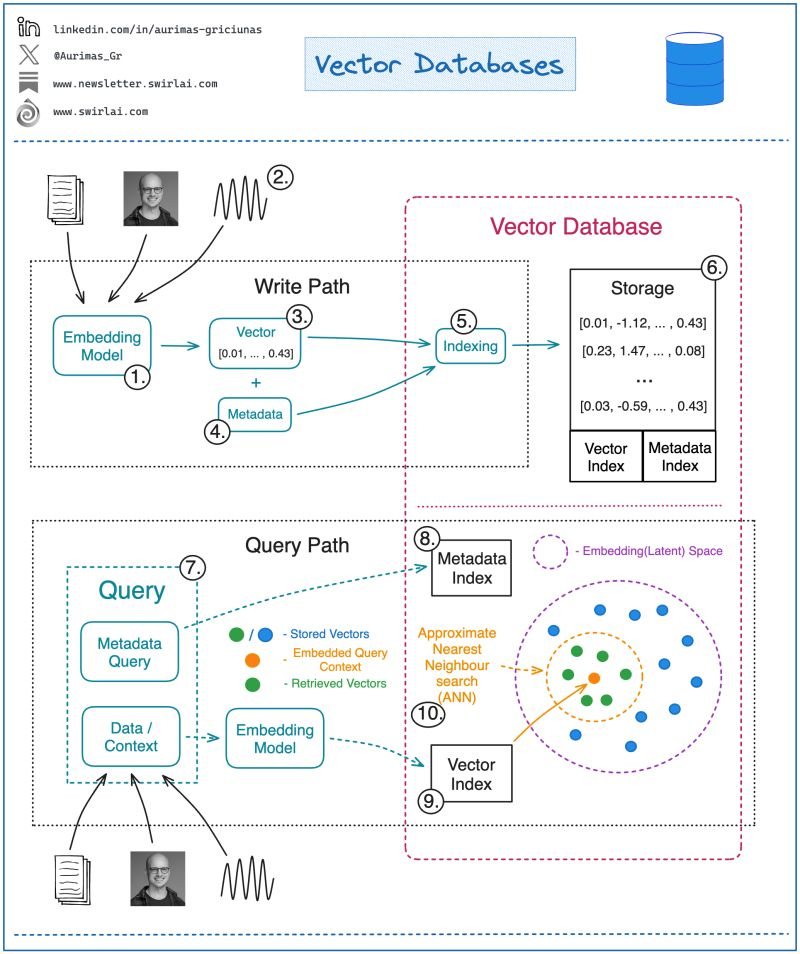 linkedin.com/in/aurimas-griciunas
@Aurimas_Gr
www.newsletter.swirlai.com
www.swirlai.com
Vector Databases
2.
Vector Database
Write Path
Embedding
Model
1.
3.
Vector
[0.01, ... , 0.43]
+
Metadata
4.
5.
Indexing
6.
Storage
[0.01, -1.12, ... , 0.43]
[0.23, 1.47, ... , 0.08]
...
[0.03, -0.59, ... , 0.43]
Vector
Index
Metadata
Index
Query Path
7.
Query
Metadata
Query
Data /
Context
/ - Stored Vectors
- Embedded Query
Context
- Retrieved Vectors
Embedding
Model
8.
Metadata
Index
- Embedding(Latent) Space
Approximate
Nearest
Neighbour
search
(ANN)
10.
Vector
Index
9.